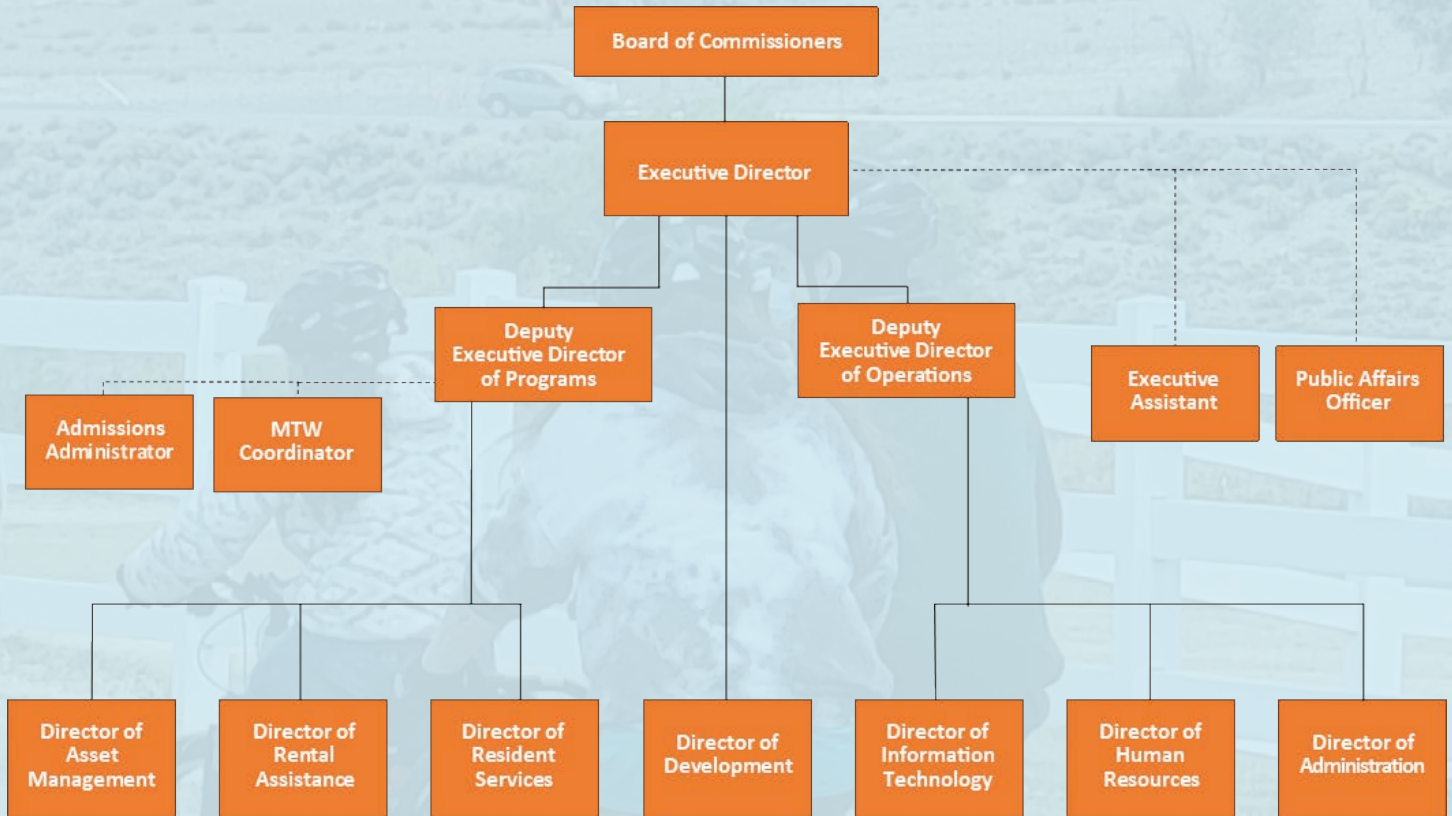 Board of Commissioners
Executive Director
Deputy
Executive Director
of Programs
Deputy
Executive Director
of Operations
Executive
Assistant
Public Affairs
Officer
Admissions
Administrator
MTW
Coordinator
Director of
Asset
Management
Director of
Rental
Assistance
Director of
Resident
Services
Director of
Development
Director of
Information
Technology
Director of
Human
Resources
Director of
Administration